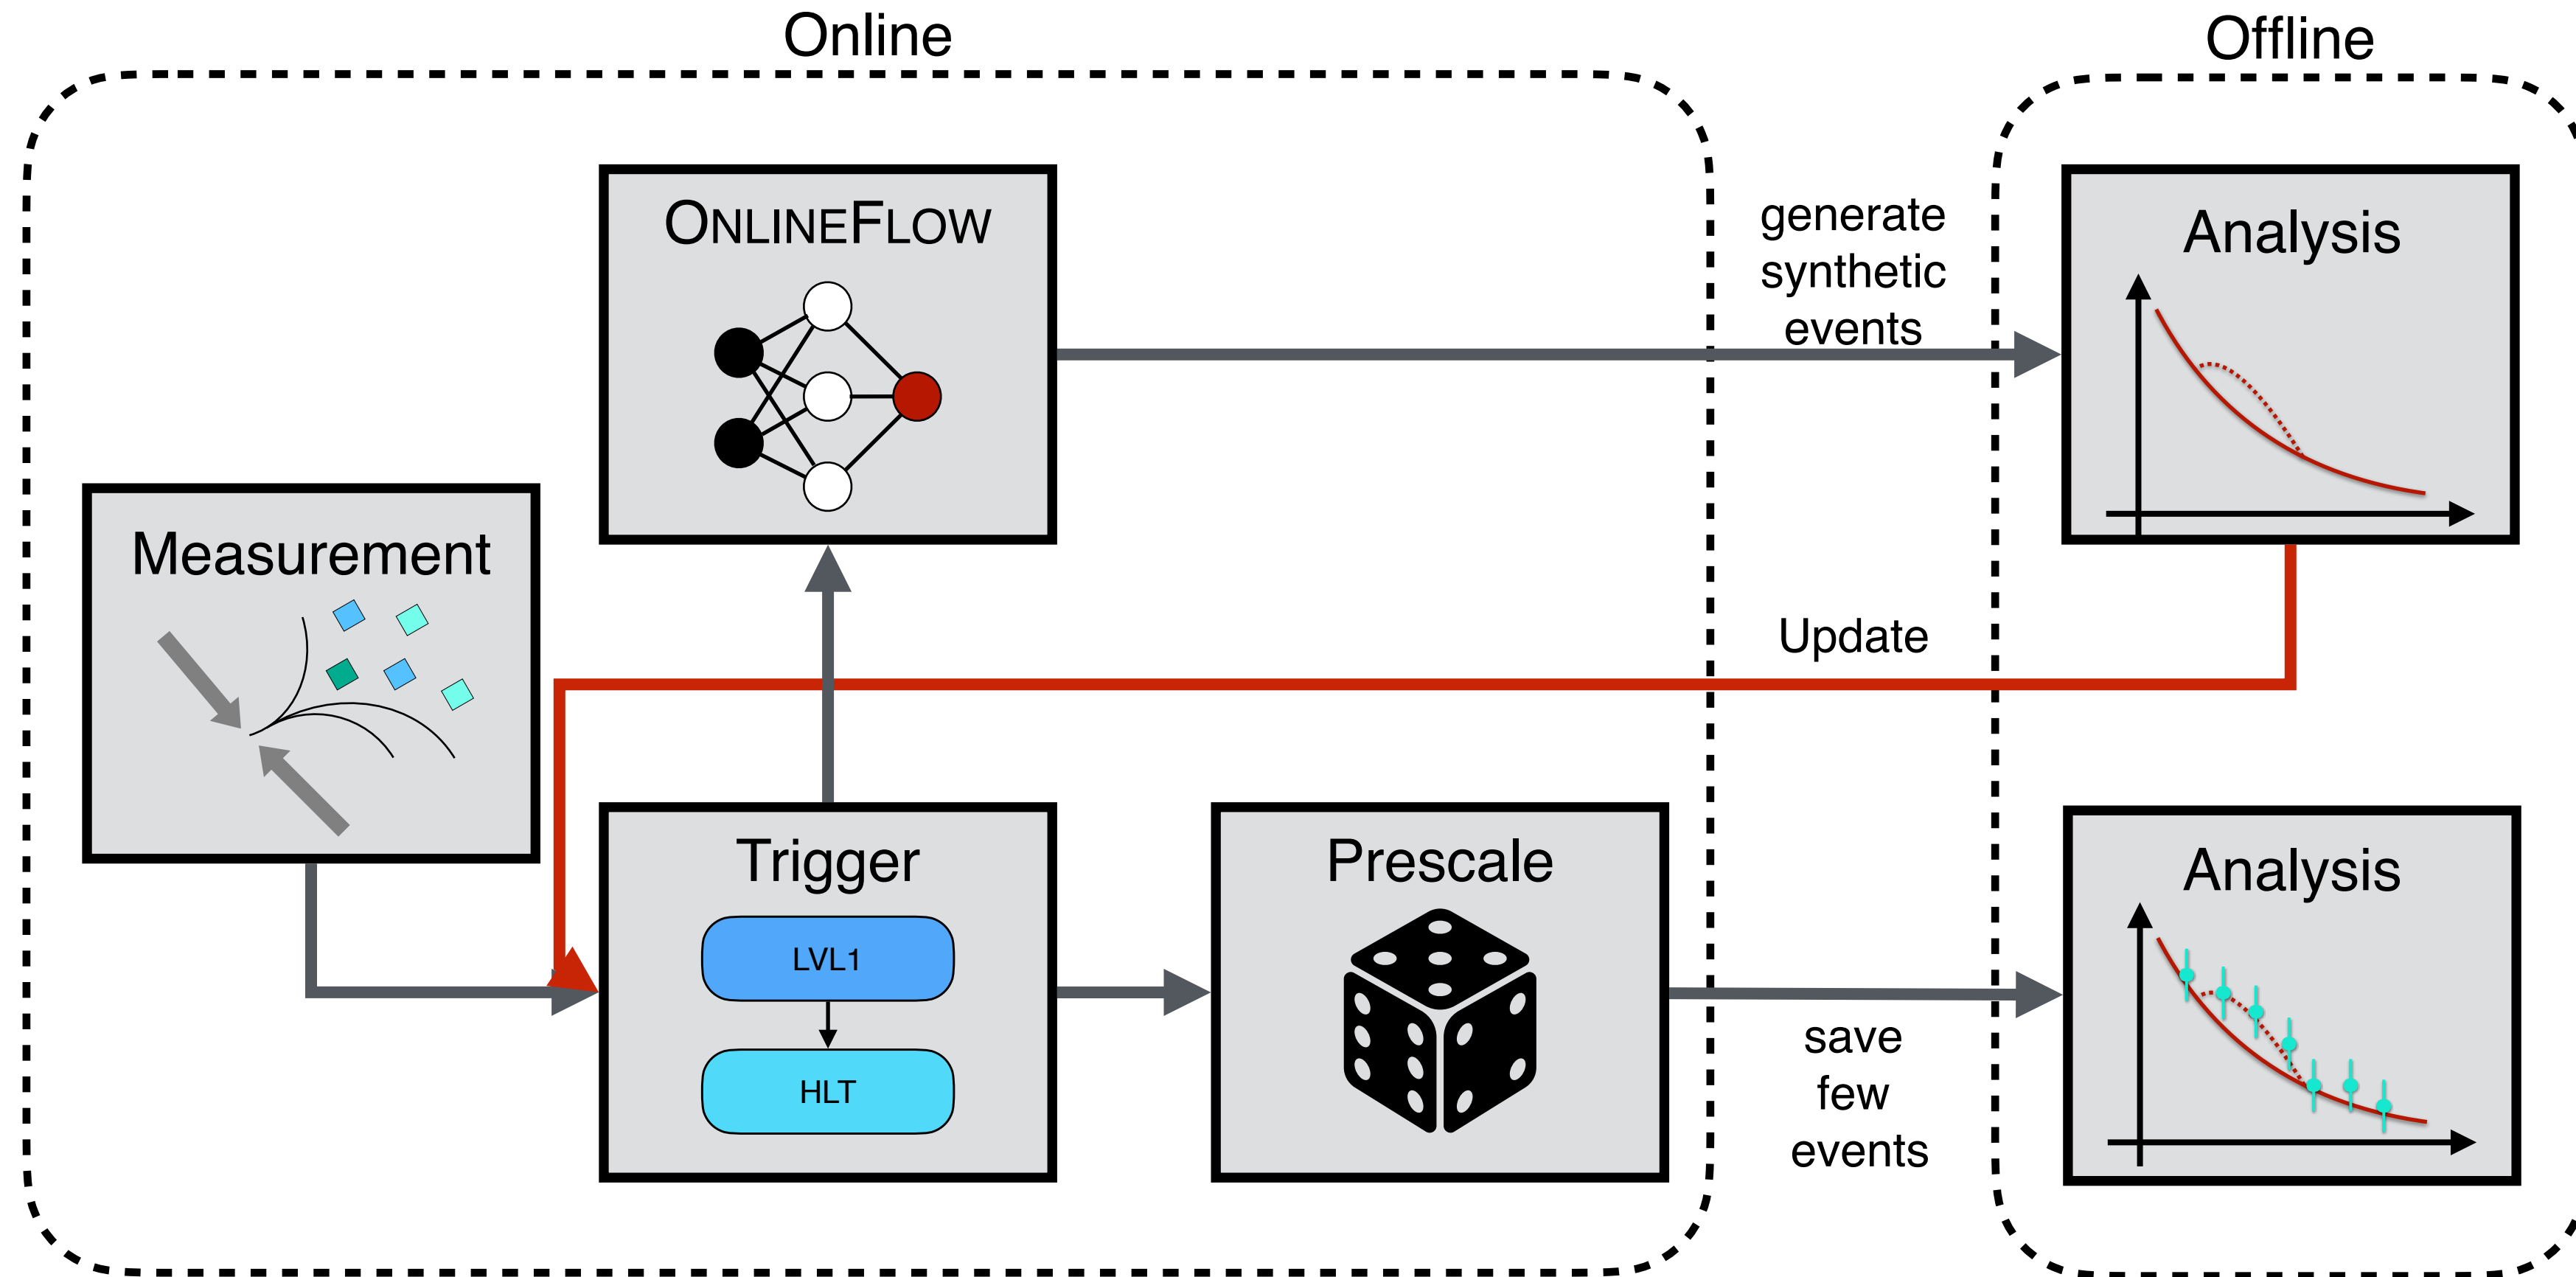 Online
Offline
ONLINEFLOW
generate
synthetic
events
Analysis
Measurement
Update
Trigger
LVL1
HLT
Prescale
save
few
events
Analysis